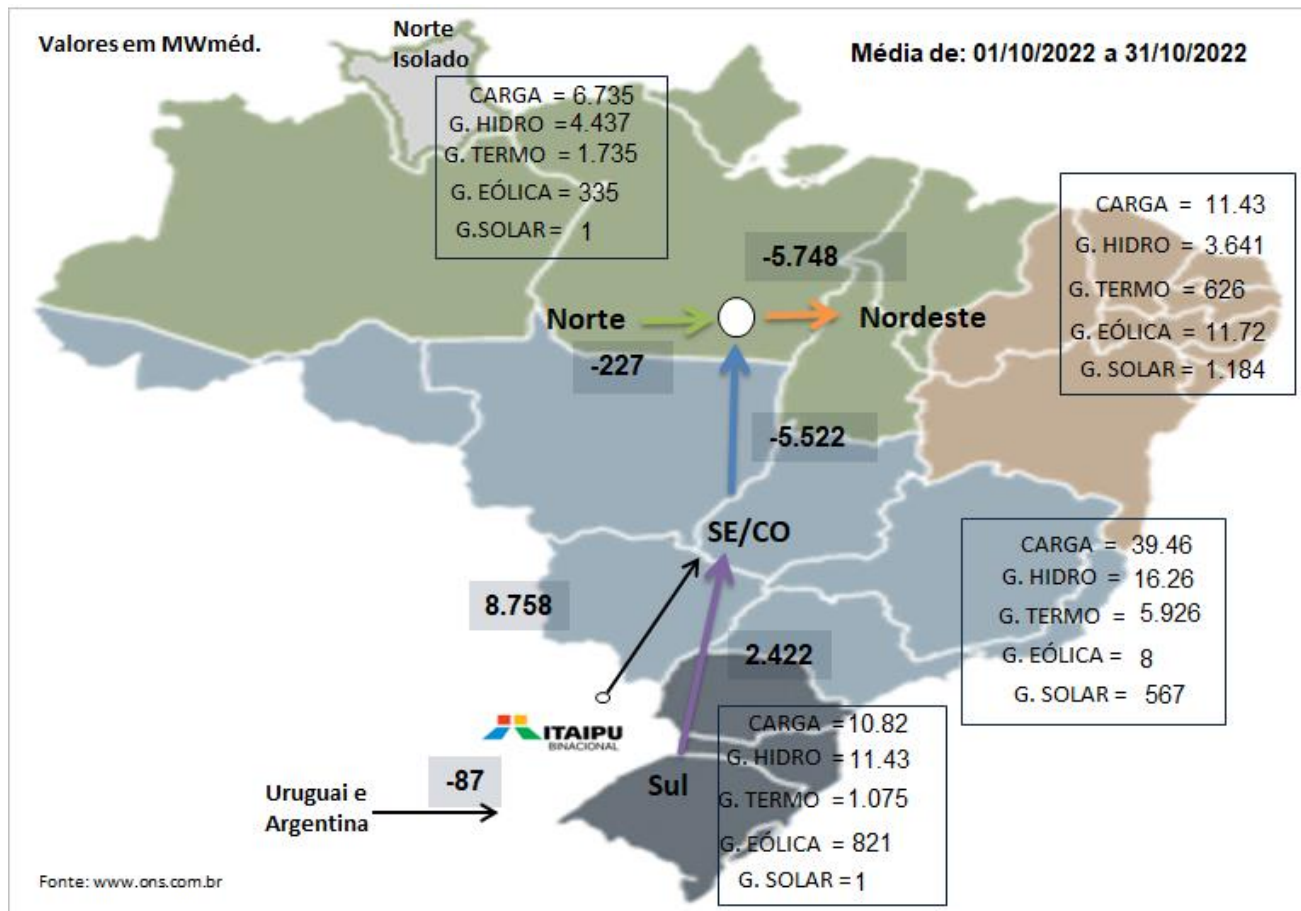 Valores em MWméd.
Norte
Isolado
Média de: 01/10/2022 a 31/10/2022
CARGA = 6.735
G. HIDRO =4.437
G. TERMO = 1.735
G. EÓLICA = 335
G.SOLAR = 1
CARGA = 11.43
G. HIDRO = 3.641
G. TERMO = 626
G. EÓLICA = 11.72
G. SOLAR = 1.184
-5.748
Norte
Nordeste
-227
-5.522
SE/CO
CARGA = 39.46
G. HIDRO = 16.26
G. TERMO = 5.926
G. EÓLICA = 8
G. SOLAR = 567
8.758
2.422
ITAIPU
BINACIONAL
CARGA =10.82
G. HIDRO = 11.43
G. TERMO =1.075
G. EÓLICA = 821
G. SOLAR =1
Sul
-87
Uruguai e
Argentina
Fonte: www.ons.com.br